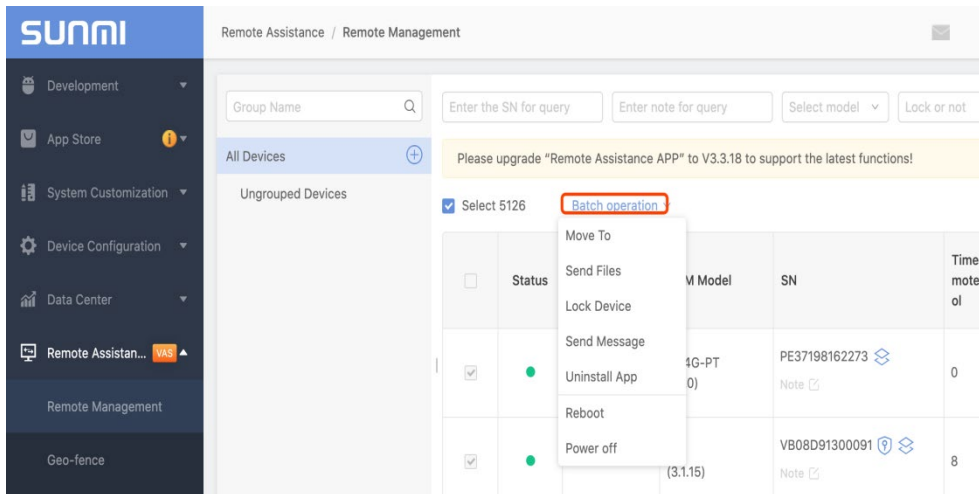 SUNMI
Remote Assistance / Remote Management
Development
App Store
System Customization
Device Configuration
Data Center
Remote Assistan... VAS
Remote Management
Geo-fence
Group Name
All Devices
Ungrouped Devices
Enter the SN for query
Enter note for query
Select model
Lock or not
Please upgrade “Remote Assistance APP” to V3.3.18 to support the latest functions!
Select 5126
Batch operation
Move To
Send Files
Lock Device
Send Message
Uninstall App
Reboot
Power off
Status
M Model
SN
Time
mote
ol
4G-PT
0)
PE37198162273
Note
0
(3.1.15)
VB08D91300091
Note
8